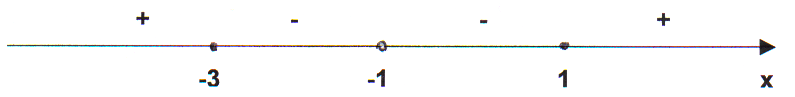 + - - +
-3 -1 1 x